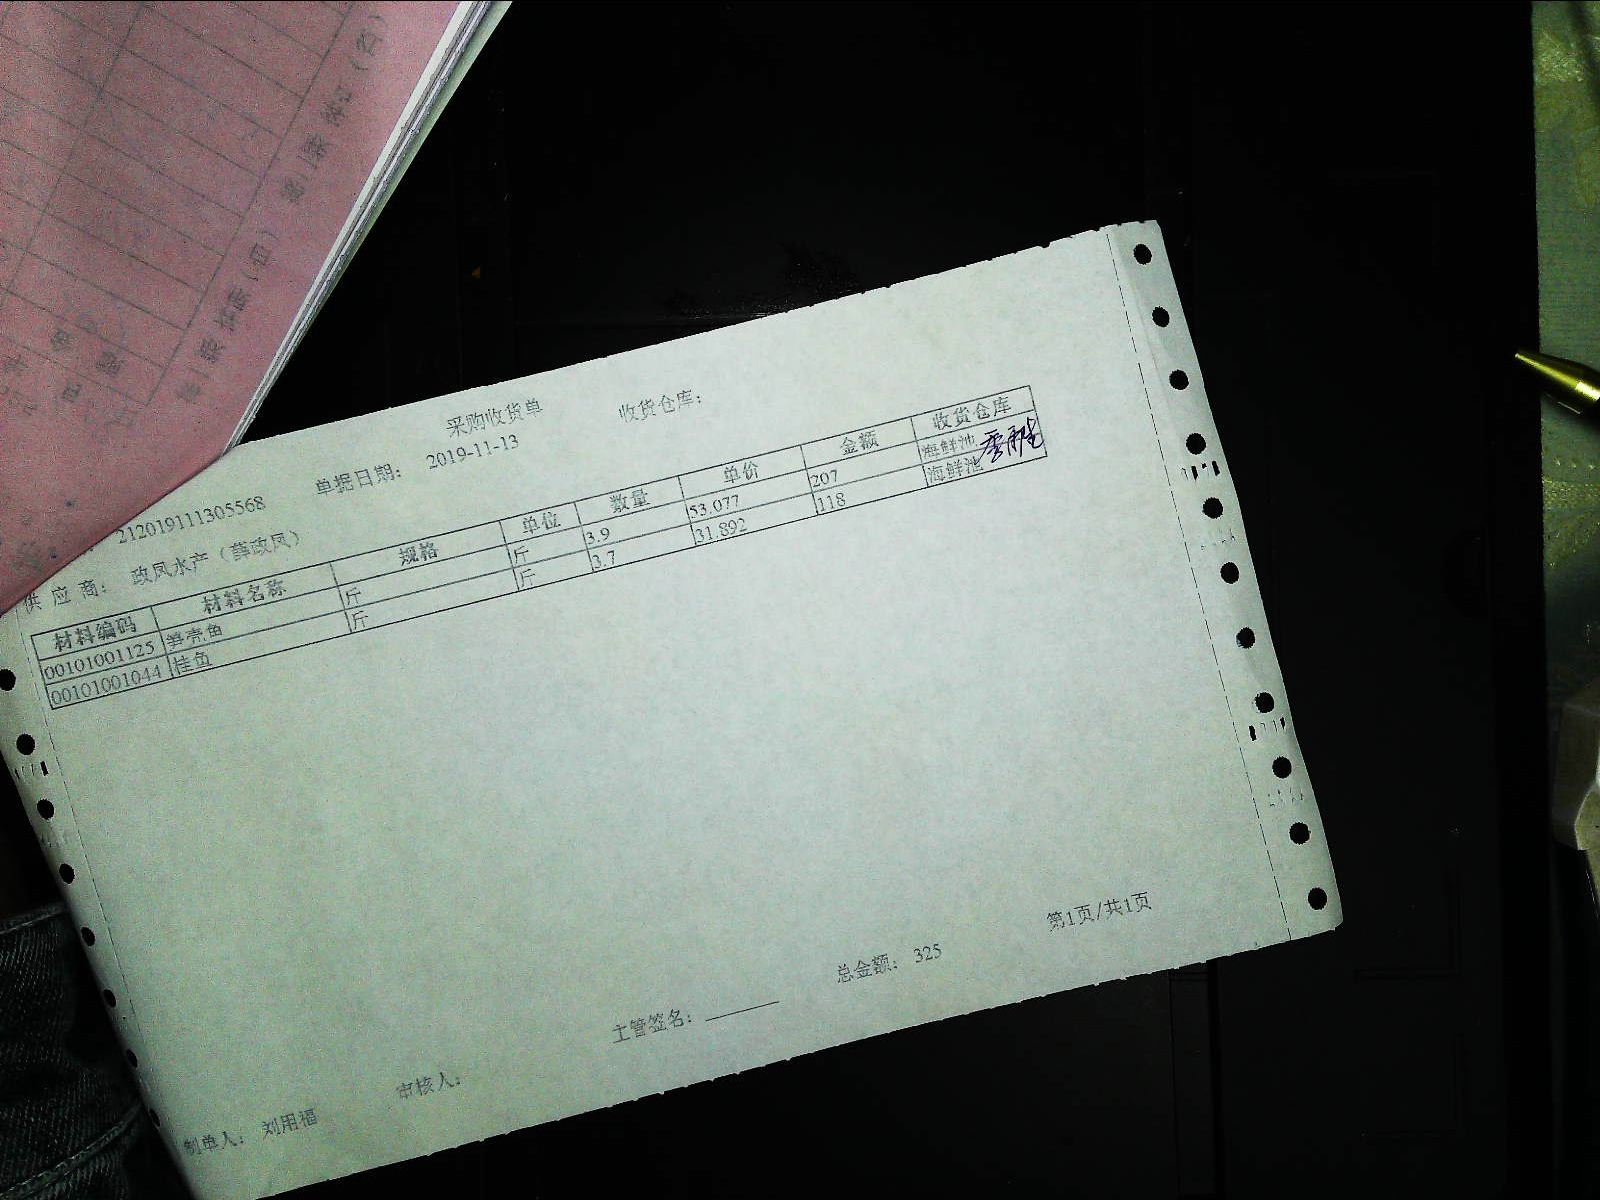 采购收货单 收货仓库:
212019111305568 单据日期: 2019-11-13
供应商: 政凤水产（薛政凤）
材料编码 材料名称 规格 单位 数量 单价 金额 收货仓库
00101001125 笋壳鱼 斤 斤 3.9 53.077 207 海鲜池
00101001044 桂鱼 斤 斤 3.7 31.892 118 海鲜池
第1页/共1页
主管签名: 总金额: 325
制单人: 刘用福 审核人: